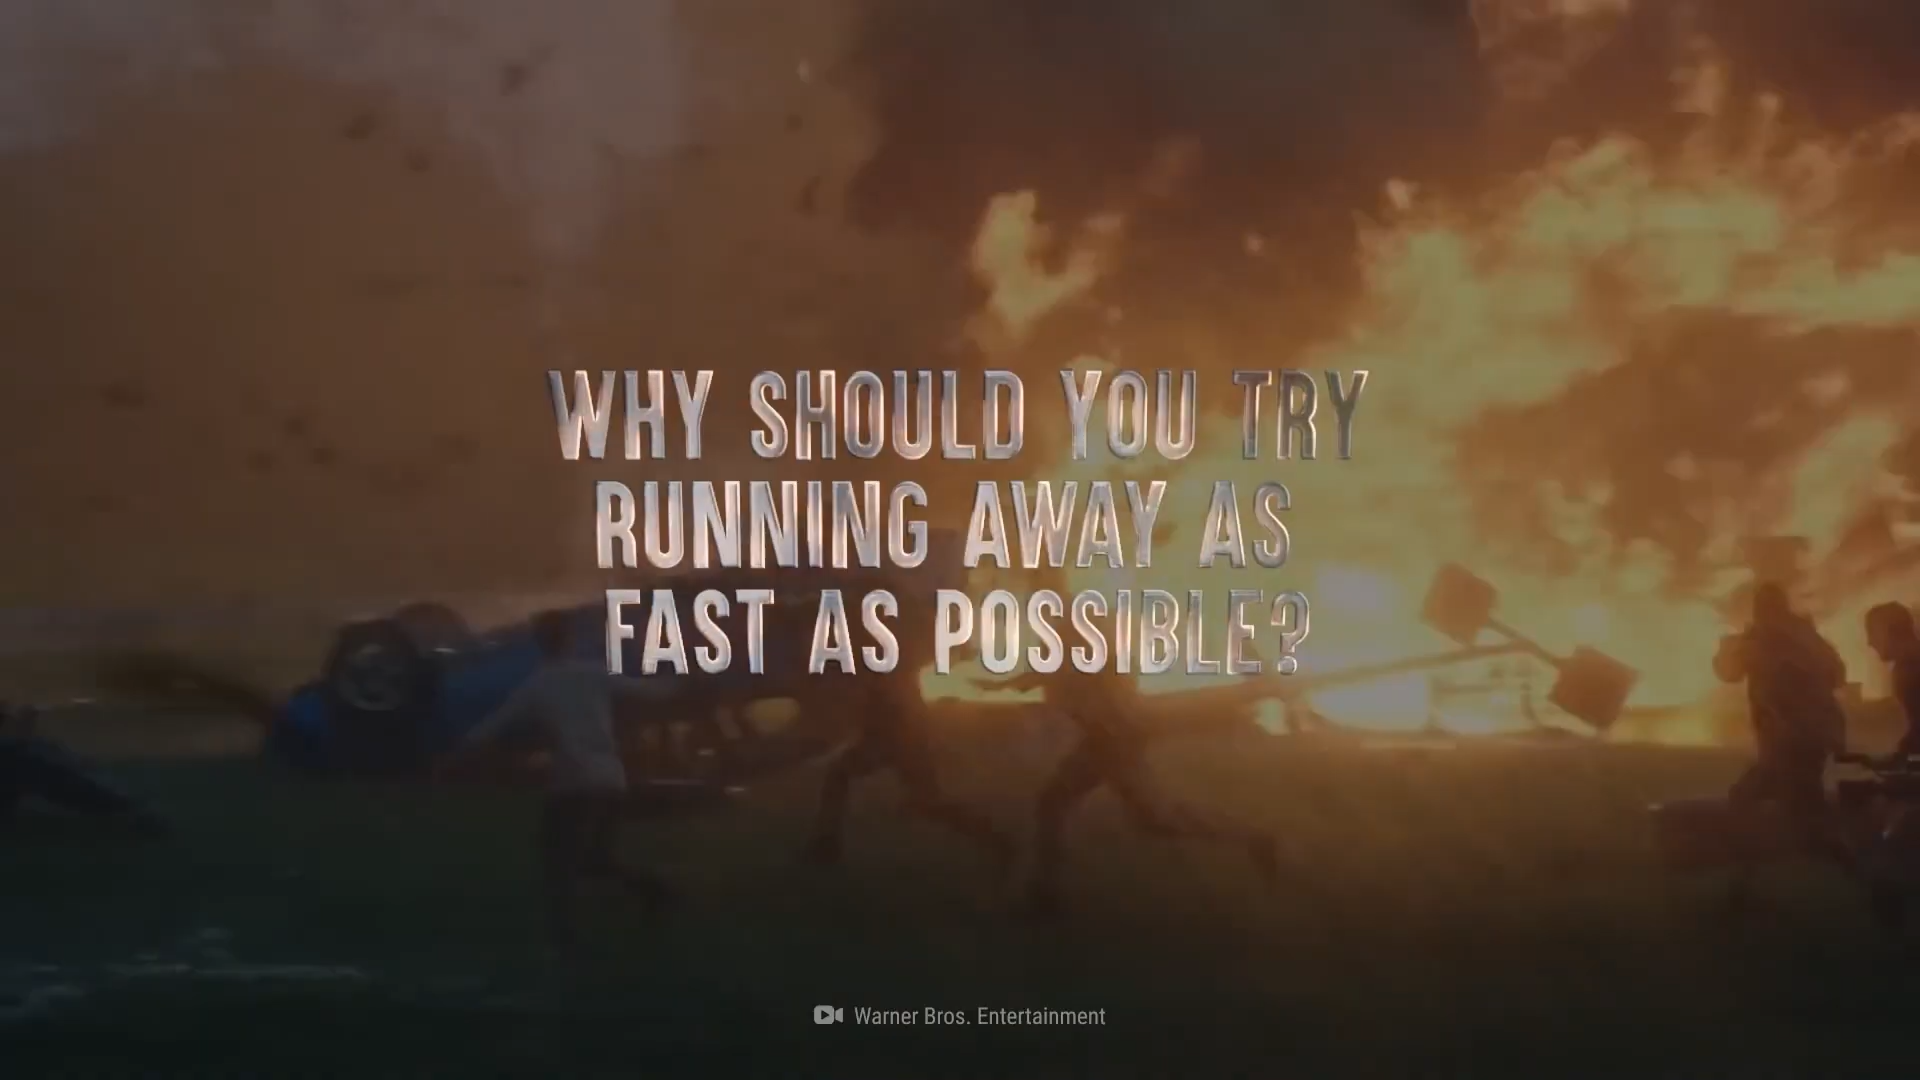 WHY SHOULD YOU TRY
RUNNING AWAY AS
FAST AS POSSIBLE?
Warner Bros. Entertainment